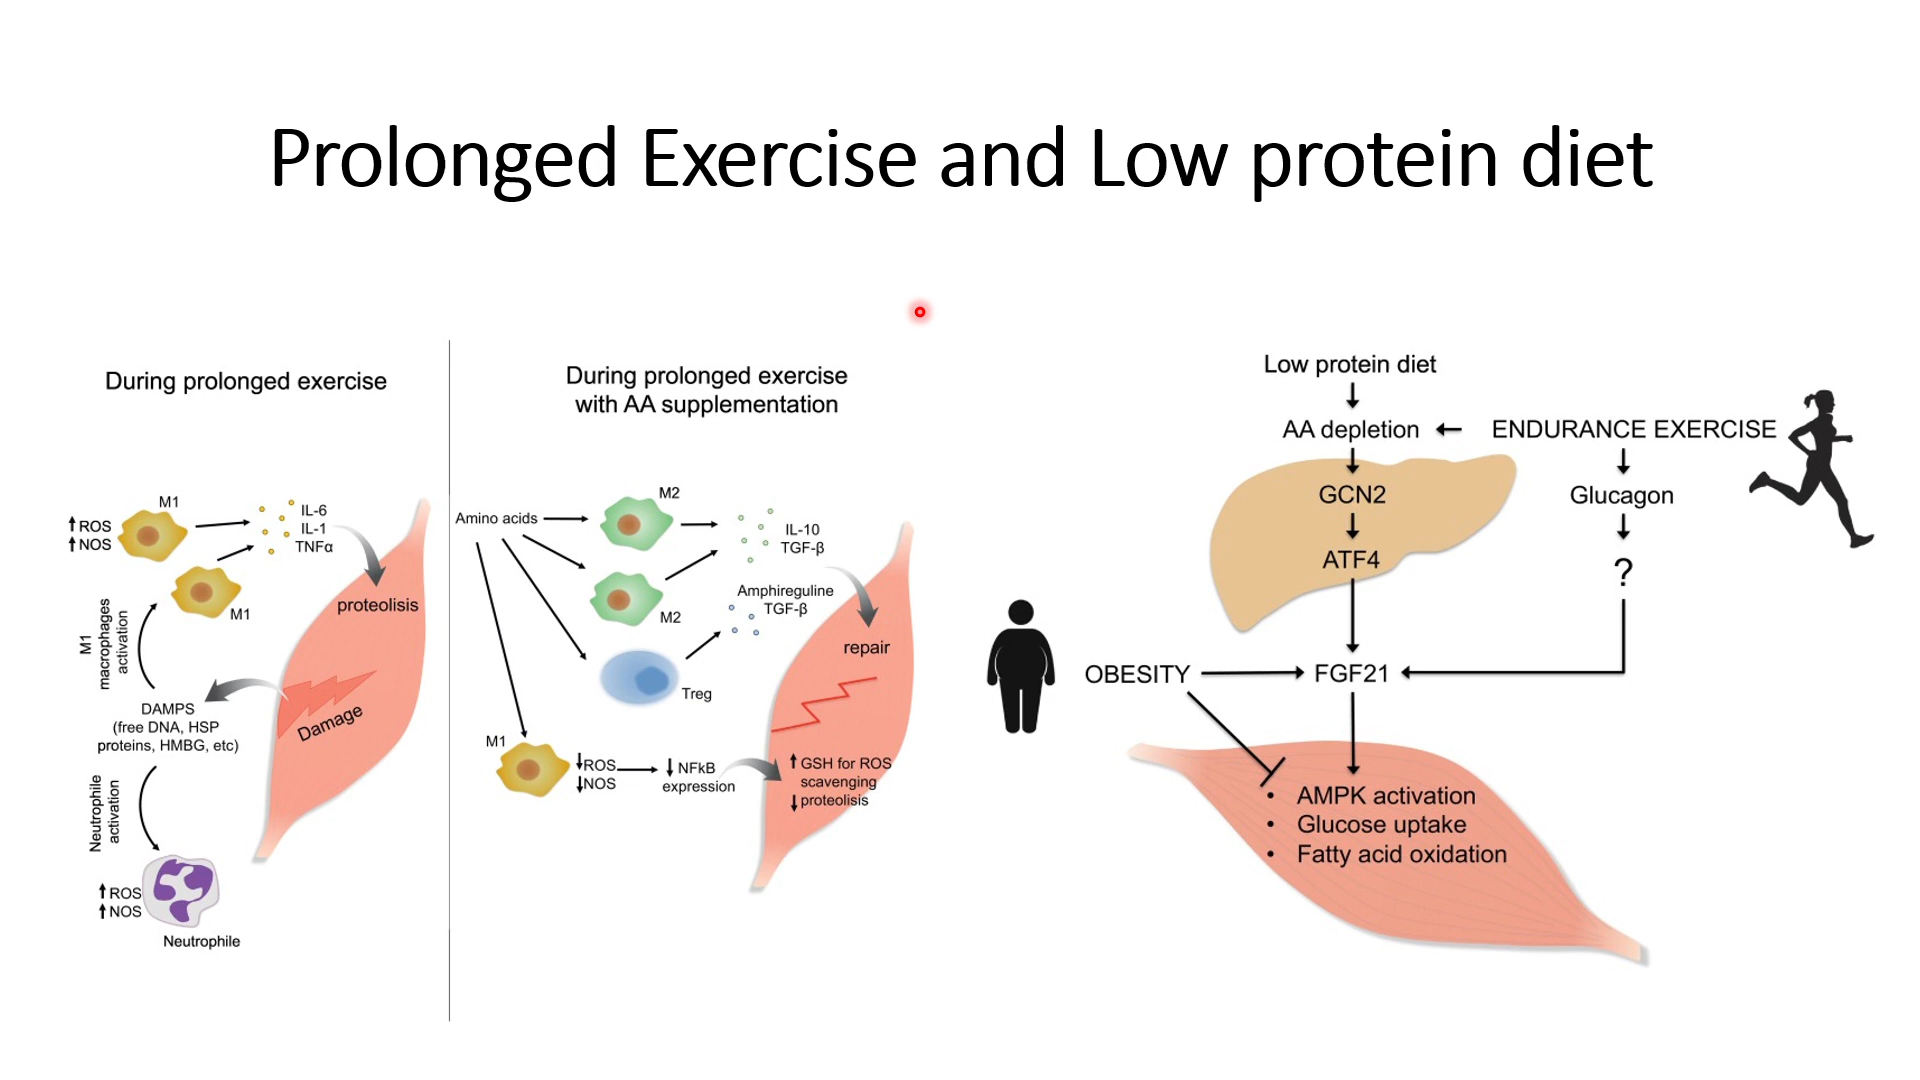 Prolonged Exercise and Low protein diet
During prolonged exercise
M1
↑ROS
↑NOS
IL-6
IL-1
TNFα
M1
proteolisis
M1
macrophages
activation
Damage
DAMPS
(free DNA, HSP
proteins, HMBG, etc)
Neutrophile
activation
↑ROS
↑NOS
Neutrophile
During prolonged exercise
with AA supplementation
Amino acids
M2
IL-10
TGF-β
M2
Amphireguline
TGF-β
Treg
repair
M1
↓ROS
↓NOS
↓ NFkB
expression
↑ GSH for ROS
scavenging
↓ proteolisis
Low protein diet
AA depletion
ENDURANCE EXERCISE
GCN2
Glucagon
ATF4
?
OBESITY
FGF21
• AMPK activation
• Glucose uptake
• Fatty acid oxidation